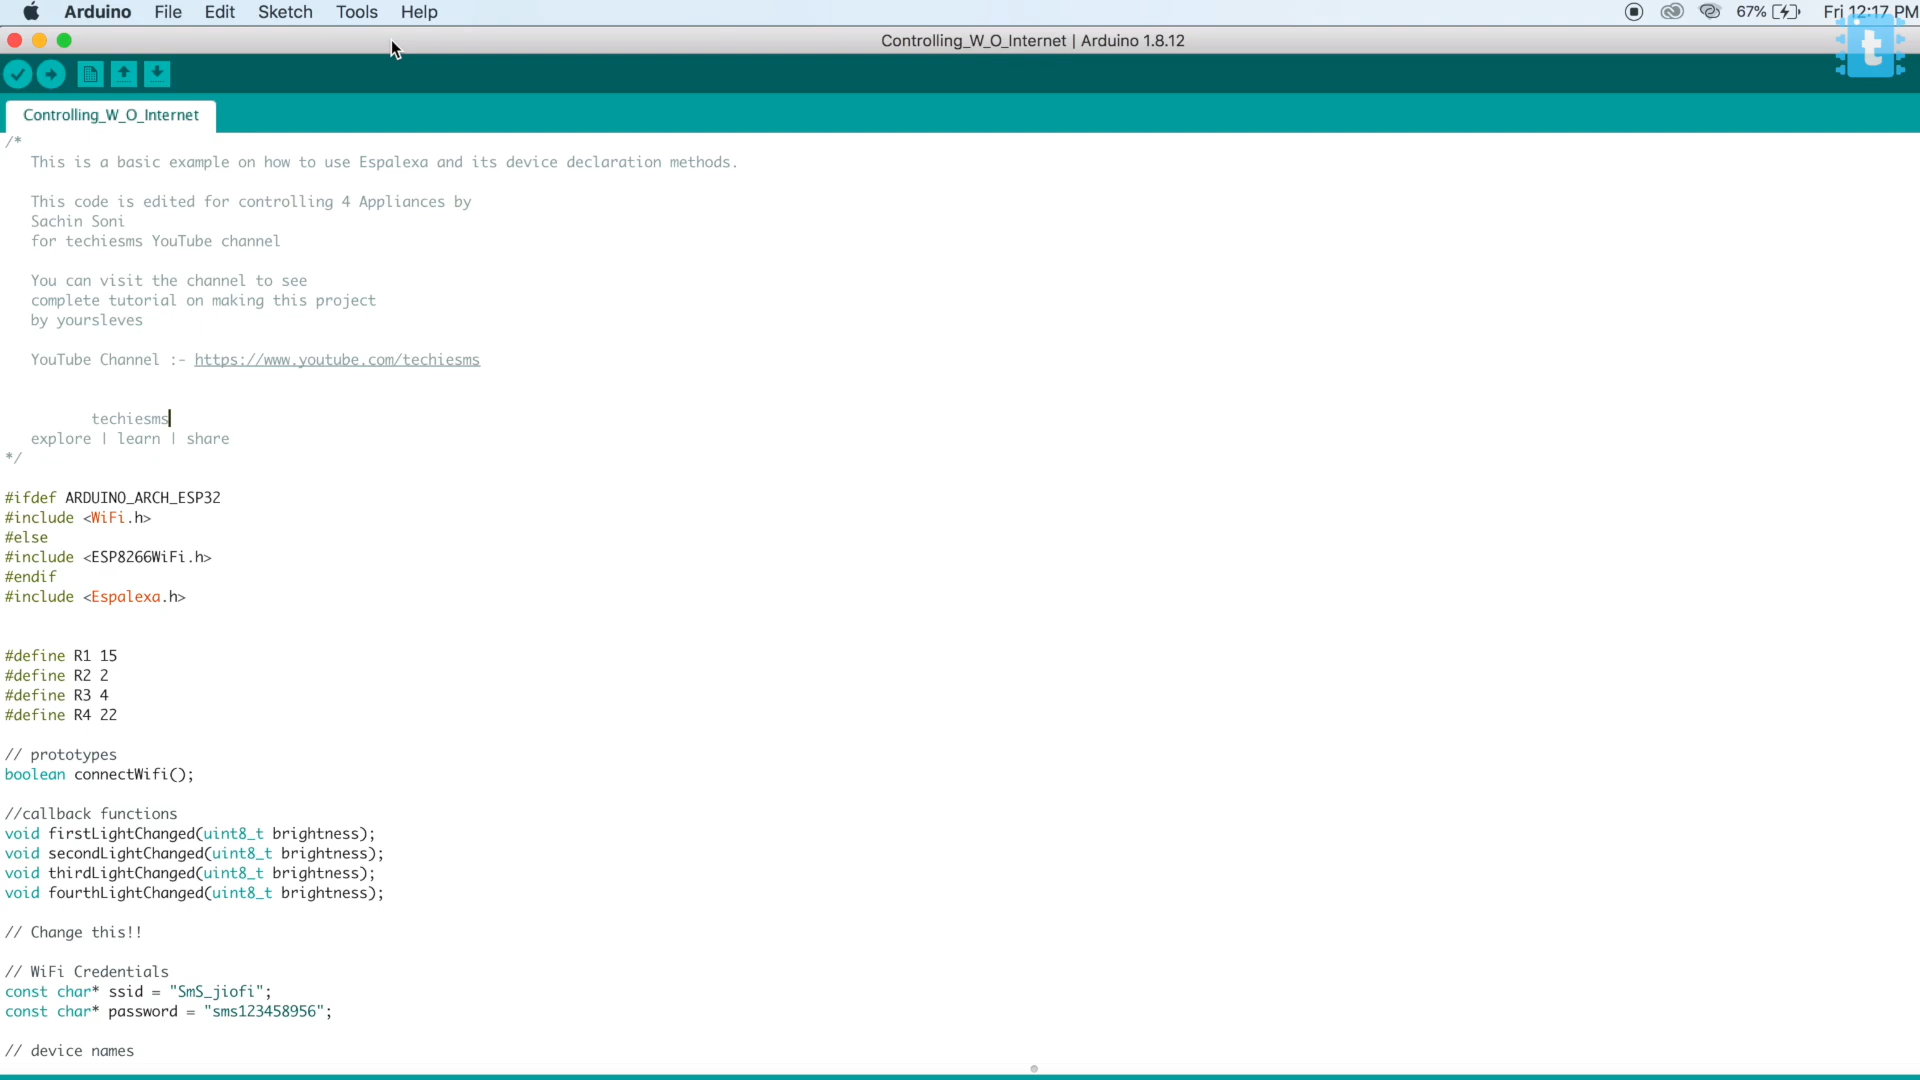 Arduino File Edit Sketch Tools Help 67% Fri 12:17 PM
Controlling_W_O_Internet | Arduino 1.8.12
t
Controlling_W_O_Internet
/*
This is a basic example on how to use Espalexa and its device declaration methods.
This code is edited for controlling 4 Appliances by
Sachin Soni
for techiesms YouTube channel
You can visit the channel to see
complete tutorial on making this project
by yoursleves
YouTube Channel :- https://www.youtube.com/techiesms
techiesms
explore | learn | share
*/
#ifdef ARDUINO_ARCH_ESP32
#include <WiFi.h>
#else
#include <ESP8266WiFi.h>
#endif
#include <Espalexa.h>
#define R1 15
#define R2 2
#define R3 4
#define R4 22
// prototypes
boolean connectWifi();
//callback functions
void firstLightChanged(uint8_t brightness);
void secondLightChanged(uint8_t brightness);
void thirdLightChanged(uint8_t brightness);
void fourthLightChanged(uint8_t brightness);
// Change this!!
// WiFi Credentials
const char* ssid = "SmS_jiofi";
const char* password = "sms123458956";
// device names